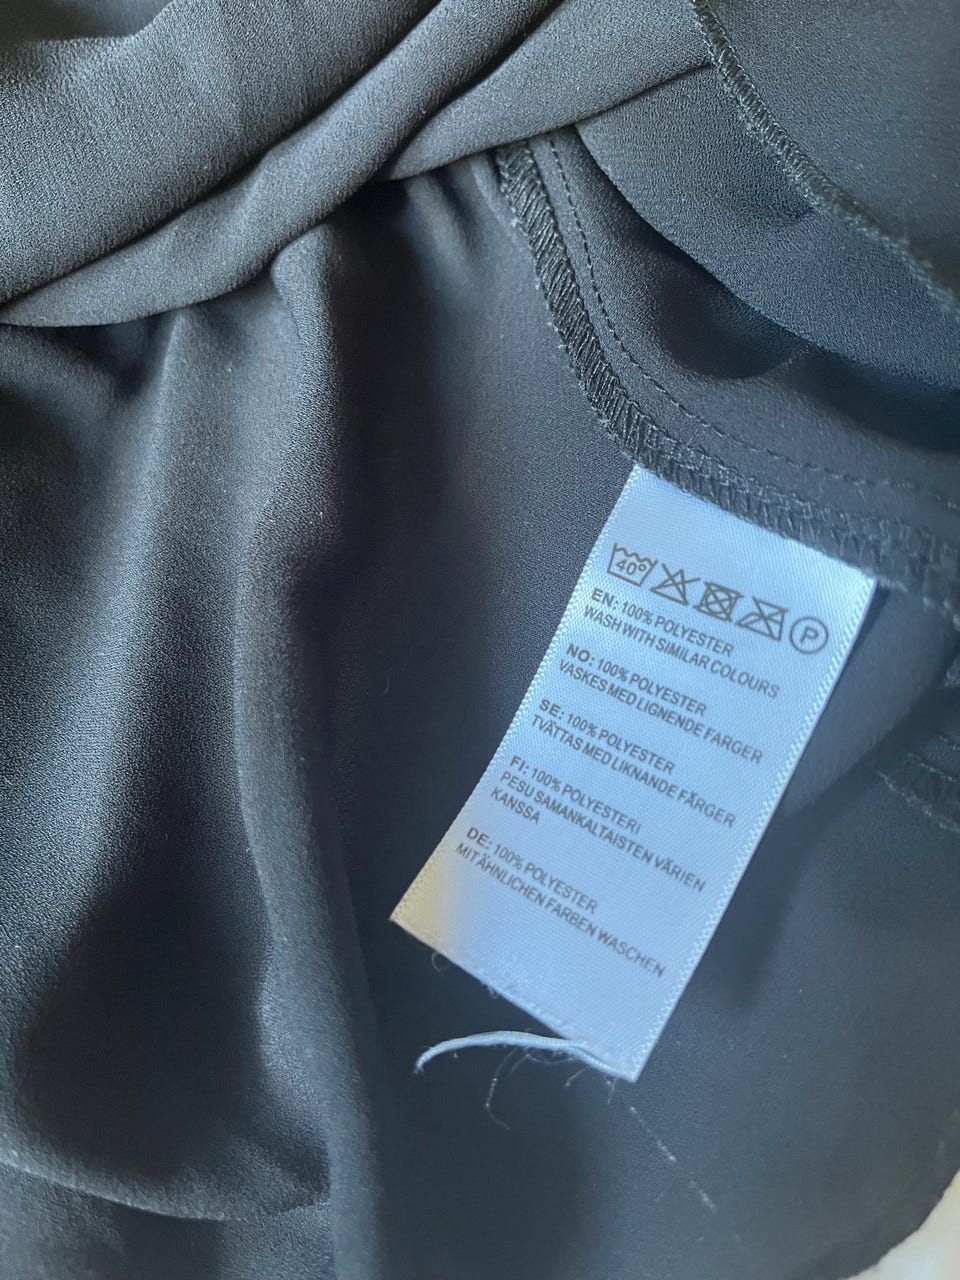 40° P
EN: 100% POLYESTER
WASH WITH SIMILAR COLOURS
NO: 100% POLYESTER
VASKES MED LIGNENDE FARGER
SE: 100% POLYESTER
TVÄTTAS MED LIKNANDE FÄRGER
FI: 100% POLYESTERI
PESU SAMANKALTAISTEN VÄRIEN
KANSSA
DE: 100% POLYESTER
MIT ÄHNLICHEN FARBEN WASCHEN